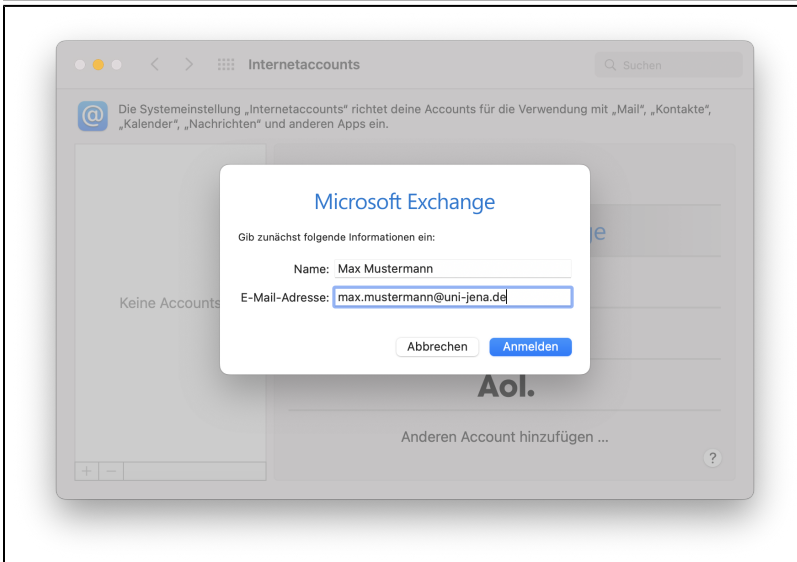 Internetaccounts
Suchen
Die Systemeinstellung „Internetaccounts“ richtet deine Accounts für die Verwendung mit „Mail“, „Kontakte“,
„Kalender“, „Nachrichten“ und anderen Apps ein.
Microsoft Exchange
Gib zunächst folgende Informationen ein:
Name: Max Mustermann
E-Mail-Adresse: max.mustermann@uni-jena.de
Abbrechen Anmelden
Keine Accounts
Aol.
Anderen Account hinzufügen ...
?